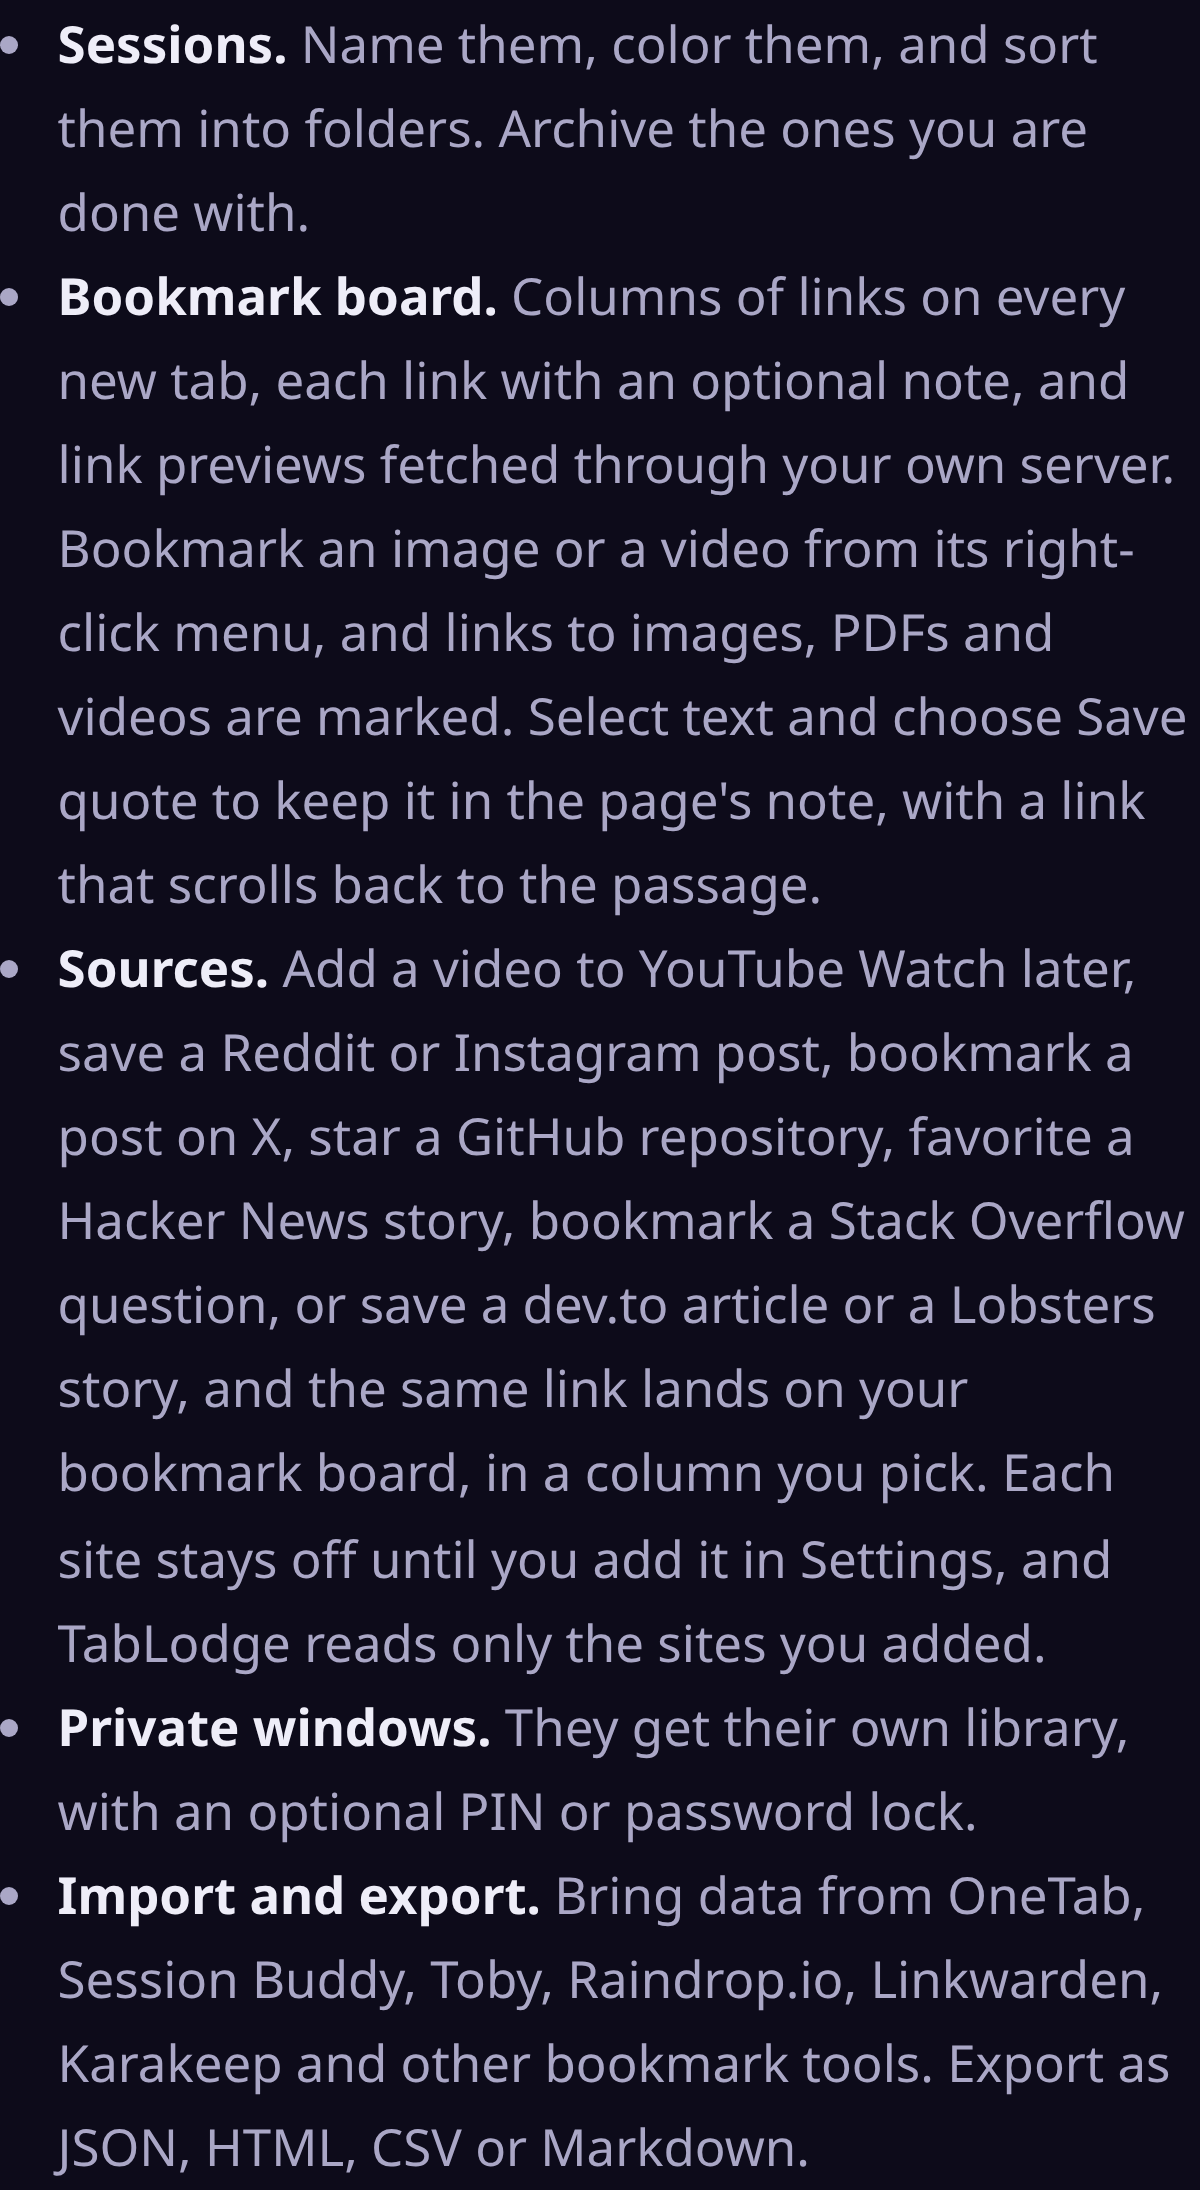 • Sessions. Name them, color them, and sort
them into folders. Archive the ones you are
done with.
• Bookmark board. Columns of links on every
new tab, each link with an optional note, and
link previews fetched through your own server.
Bookmark an image or a video from its right-
click menu, and links to images, PDFs and
videos are marked. Select text and choose Save
quote to keep it in the page's note, with a link
that scrolls back to the passage.
• Sources. Add a video to YouTube Watch later,
save a Reddit or Instagram post, bookmark a
post on X, star a GitHub repository, favorite a
Hacker News story, bookmark a Stack Overflow
question, or save a dev.to article or a Lobsters
story, and the same link lands on your
bookmark board, in a column you pick. Each
site stays off until you add it in Settings, and
TabLodge reads only the sites you added.
• Private windows. They get their own library,
with an optional PIN or password lock.
• Import and export. Bring data from OneTab,
Session Buddy, Toby, Raindrop.io, Linkwarden,
Karakeep and other bookmark tools. Export as
JSON, HTML, CSV or Markdown.